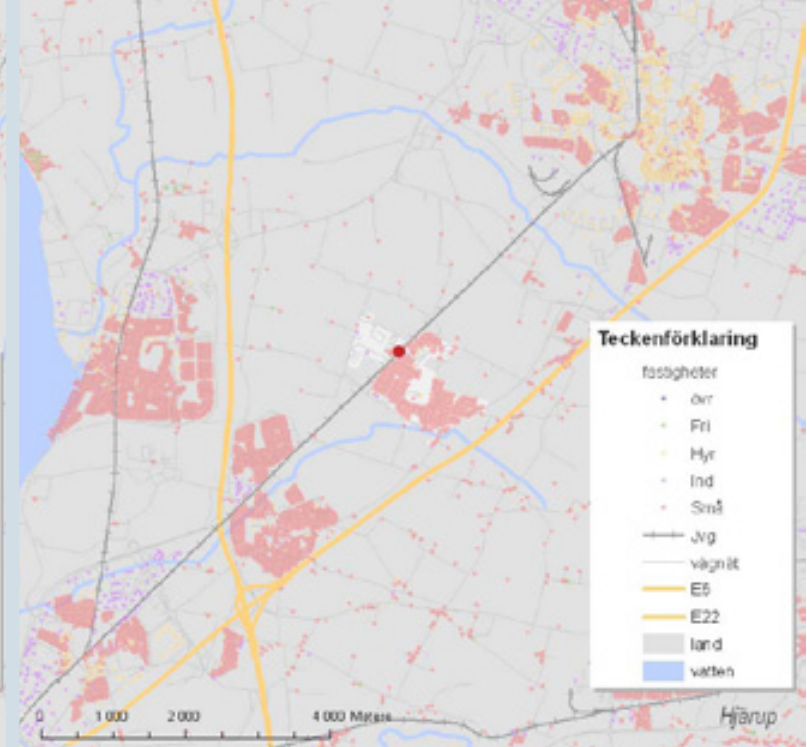 Teckenförklaring
fastigheter
övr
Fri
Hyr
Ind
Små
Jvg
vägnät
E6
E22
land
vatten
0 1 000 2 000 4 000 Meters
Hjärup